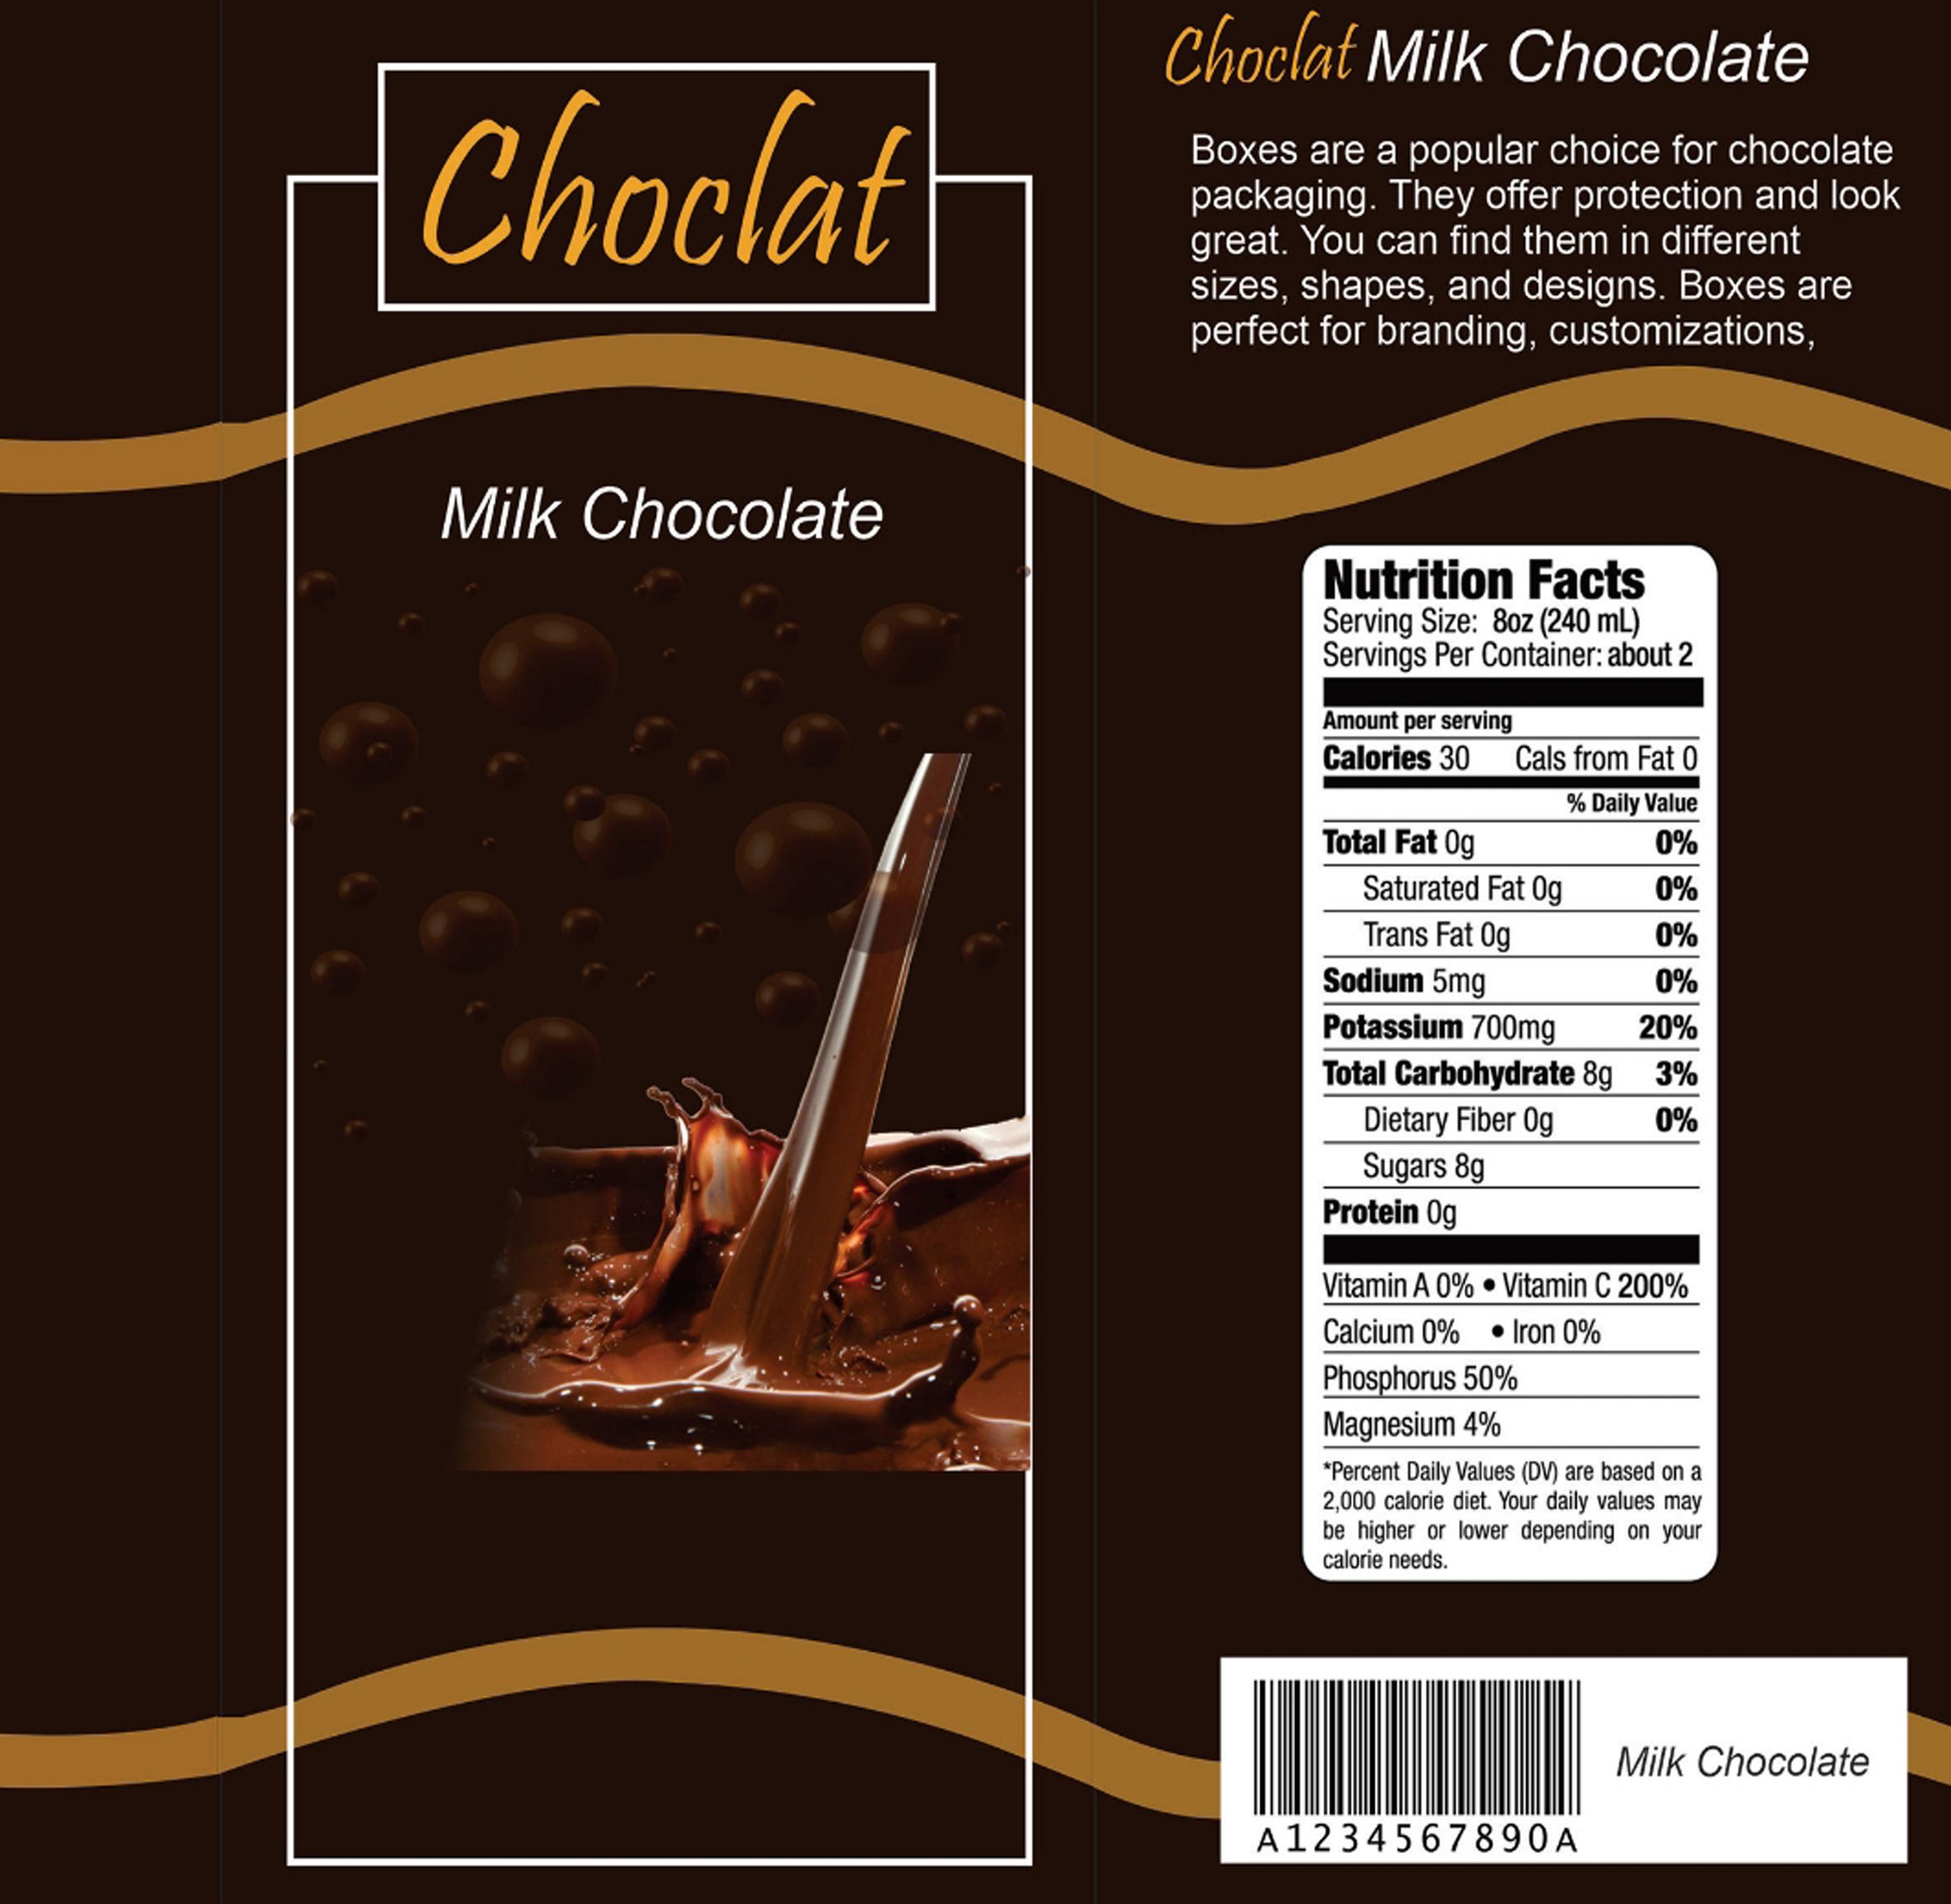 Choclat
Milk Chocolate
Choclat Milk Chocolate
Boxes are a popular choice for chocolate
packaging. They offer protection and look
great. You can find them in different
sizes, shapes, and designs. Boxes are
perfect for branding, customizations,
Nutrition Facts
Serving Size: 8oz (240 mL)
Servings Per Container: about 2
Amount per serving
Calories 30 Cals from Fat 0
% Daily Value
Total Fat 0g 0%
Saturated Fat 0g 0%
Trans Fat 0g 0%
Sodium 5mg 0%
Potassium 700mg 20%
Total Carbohydrate 8g 3%
Dietary Fiber 0g 0%
Sugars 8g
Protein 0g
Vitamin A 0% • Vitamin C 200%
Calcium 0% • Iron 0%
Phosphorus 50%
Magnesium 4%
*Percent Daily Values (DV) are based on a
2,000 calorie diet. Your daily values may
be higher or lower depending on your
calorie needs.
A1234567890A
Milk Chocolate